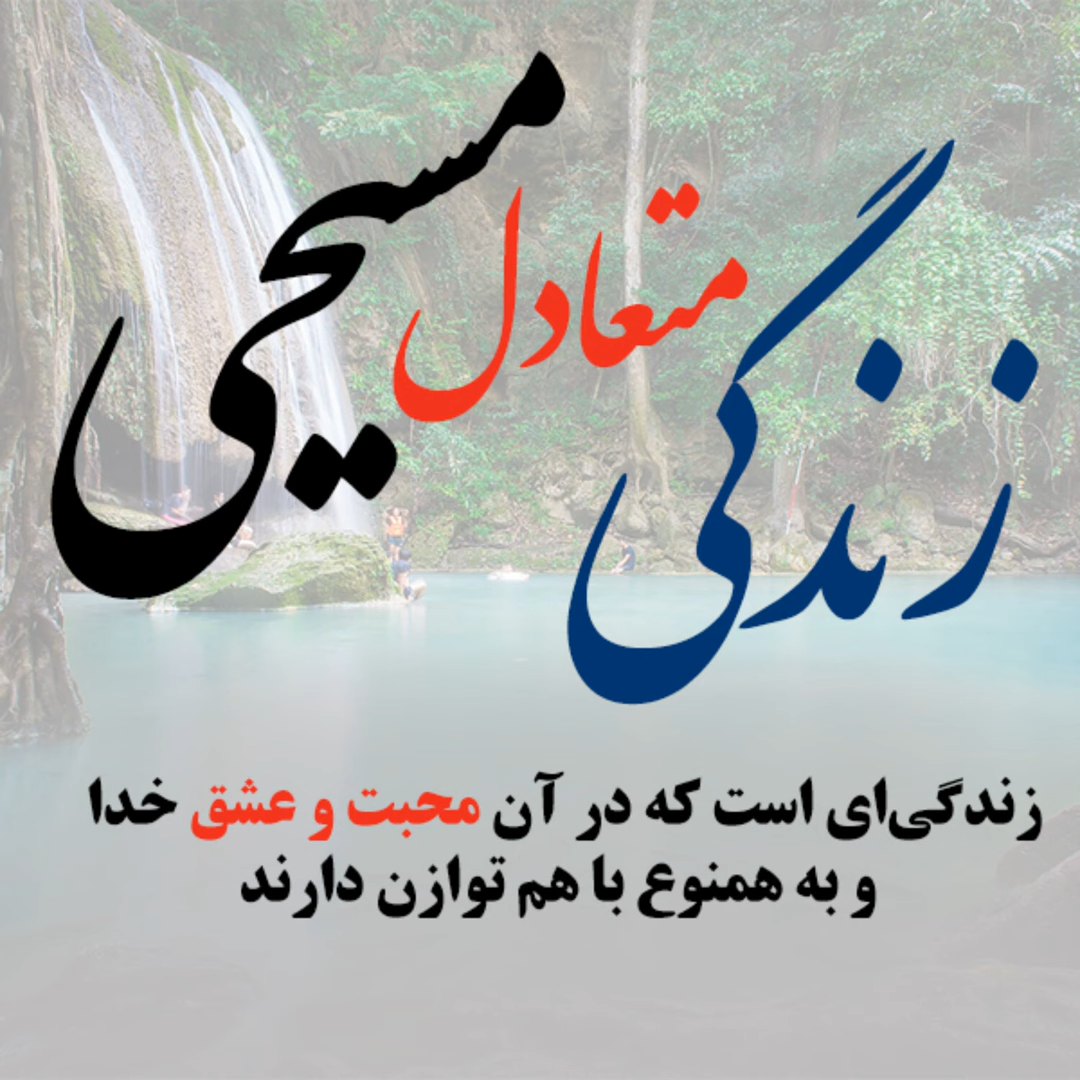 زندگی متعادل مسیحی
زندگی‌ای است که در آن محبت و عشق خدا
و به همنوع با هم توازن دارند